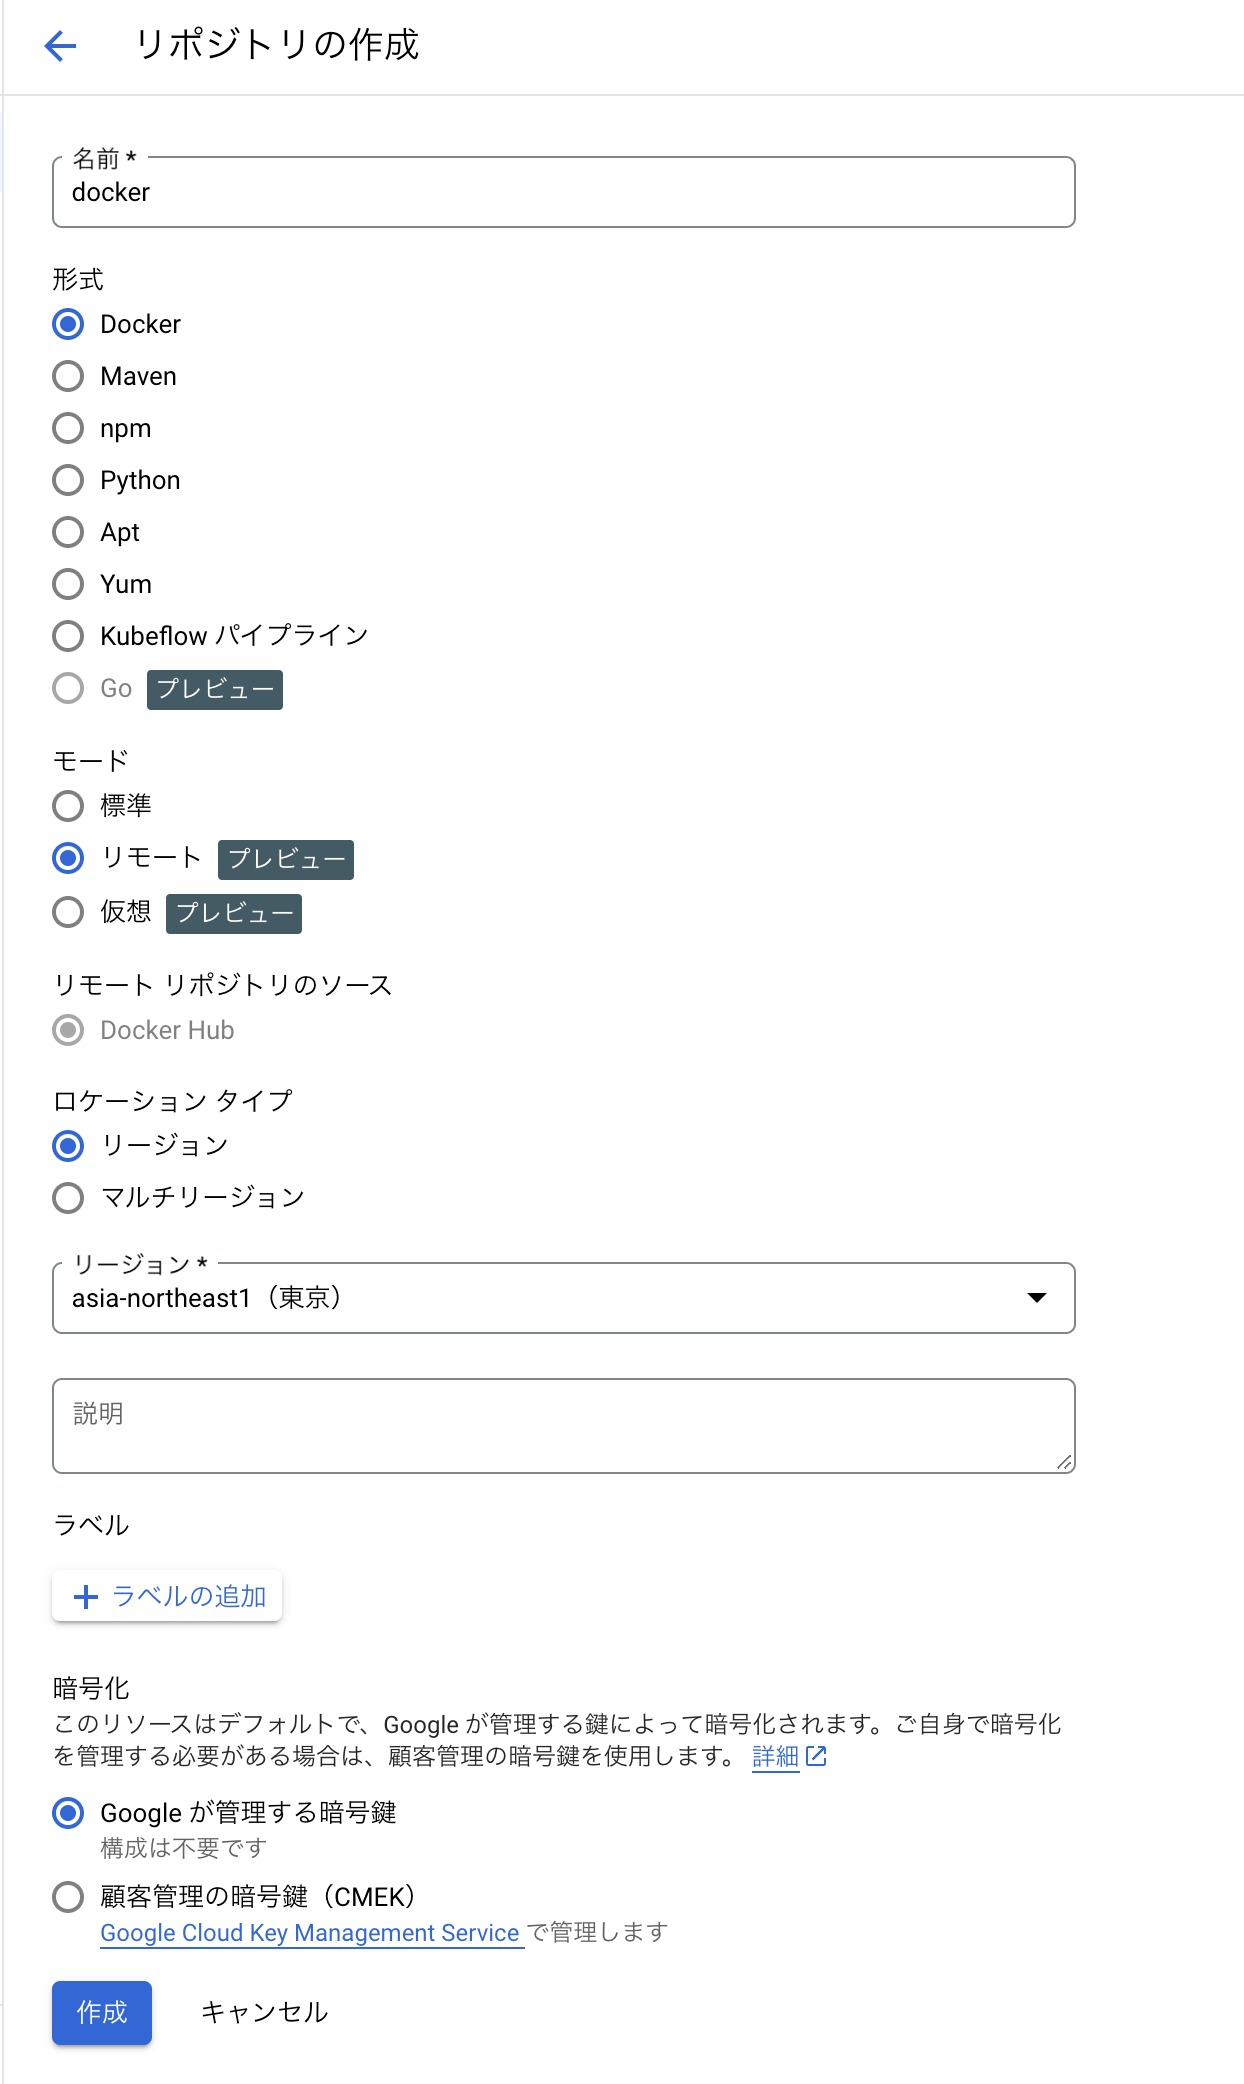 リポジトリの作成
名前 *
docker
形式
Docker
Maven
npm
Python
Apt
Yum
Kubeflow パイプライン
Go プレビュー
モード
標準
リモート プレビュー
仮想 プレビュー
リモート リポジトリのソース
Docker Hub
ロケーション タイプ
リージョン
マルチリージョン
リージョン *
asia-northeast1（東京）
説明
ラベル
ラベルの追加
暗号化
このリソースはデフォルトで、Google が管理する鍵によって暗号化されます。ご自身で暗号化
を管理する必要がある場合は、顧客管理の暗号鍵を使用します。 詳細
Google が管理する暗号鍵
構成は不要です
顧客管理の暗号鍵（CMEK）
Google Cloud Key Management Service で管理します
作成 キャンセル